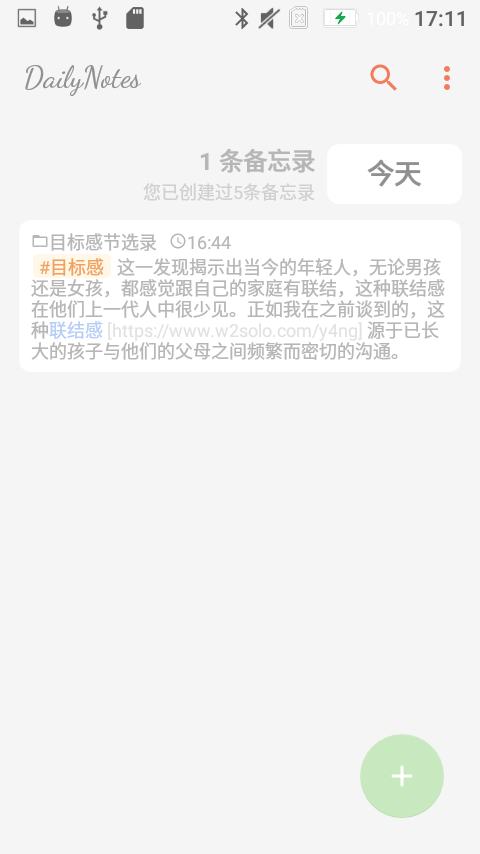 100% 17:11
DailyNotes
1 条备忘录
您已创建过5条备忘录
今天
目标感节选录 16:44
#目标感 这一发现揭示出当今的年轻人，无论男孩
还是女孩，都感觉跟自己的家庭有联结，这种联结感
在他们上一代人中很少见。正如我在之前谈到的，这
种联结感 [https://www.w2solo.com/y4ng] 源于已长
大的孩子与他们的父母之间频繁而密切的沟通。